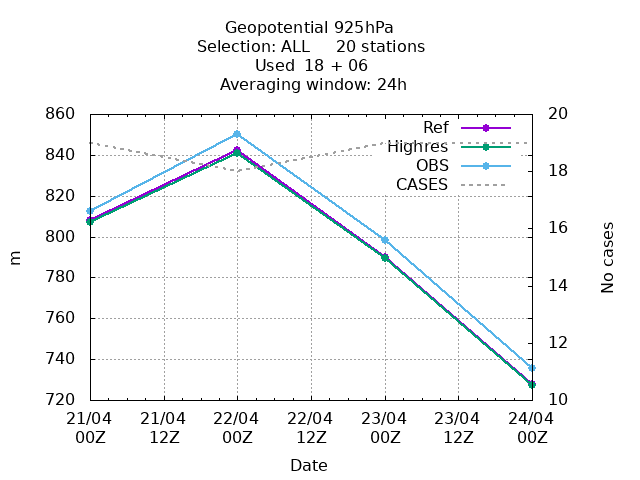 Geopotential 925hPa
Selection: ALL     20 stations
Used  18 + 06
Averaging window: 24h
860
840
820
800
780
760
740
720
m
20
18
16
14
12
10
No cases
Ref
Highres
OBS
CASES
21/04 21/04 22/04 22/04 23/04 23/04 24/04
00Z 12Z 00Z 12Z 00Z 12Z 00Z
Date